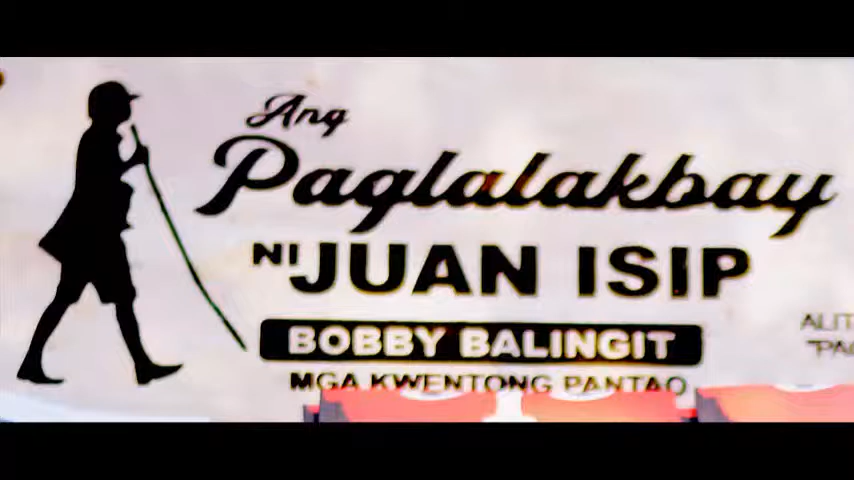 Ang
Paglalakbay
NI JUAN ISIP
BOBBY BALINGIT
MGA KWENTONG PANTAO